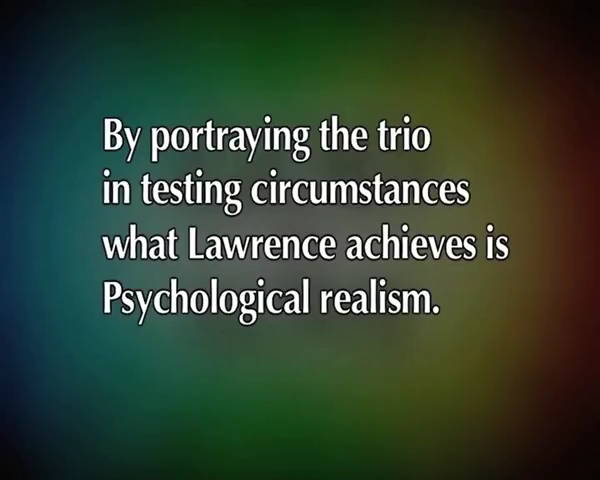 By portraying the trio
in testing circumstances
what Lawrence achieves is
Psychological realism.